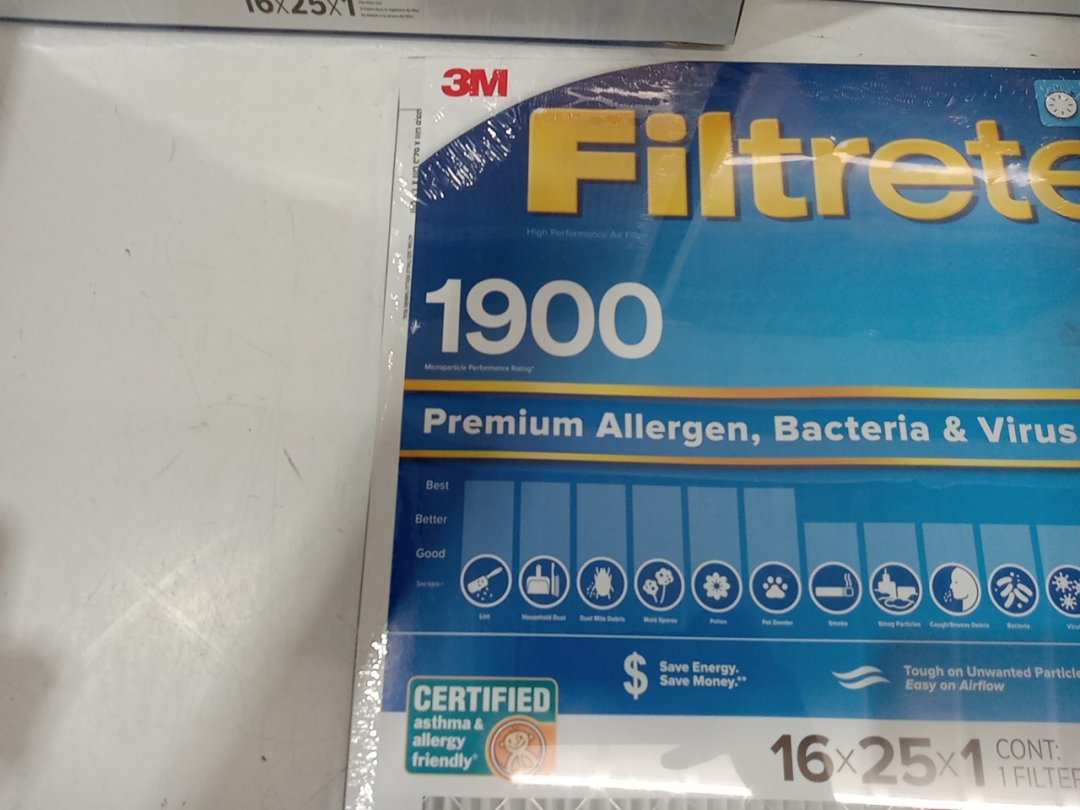 16x25x1
3M
Filtrete
High Performance Air Filter
1900
Microparticle Performance Rating*
Premium Allergen, Bacteria & Virus
Best
Better
Good
Lint
Household Dust
Dust Mite Debris
Mold Spores
Pollen
Pet Dander
Smoke
Smog Particles
Cough/Sneeze Debris
Bacteria
Virus
$
Save Energy.
Save Money.**
Tough on Unwanted Particle
Easy on Airflow
CERTIFIED
asthma &
allergy
friendly
16x25x1
CONT:
1 FILTER